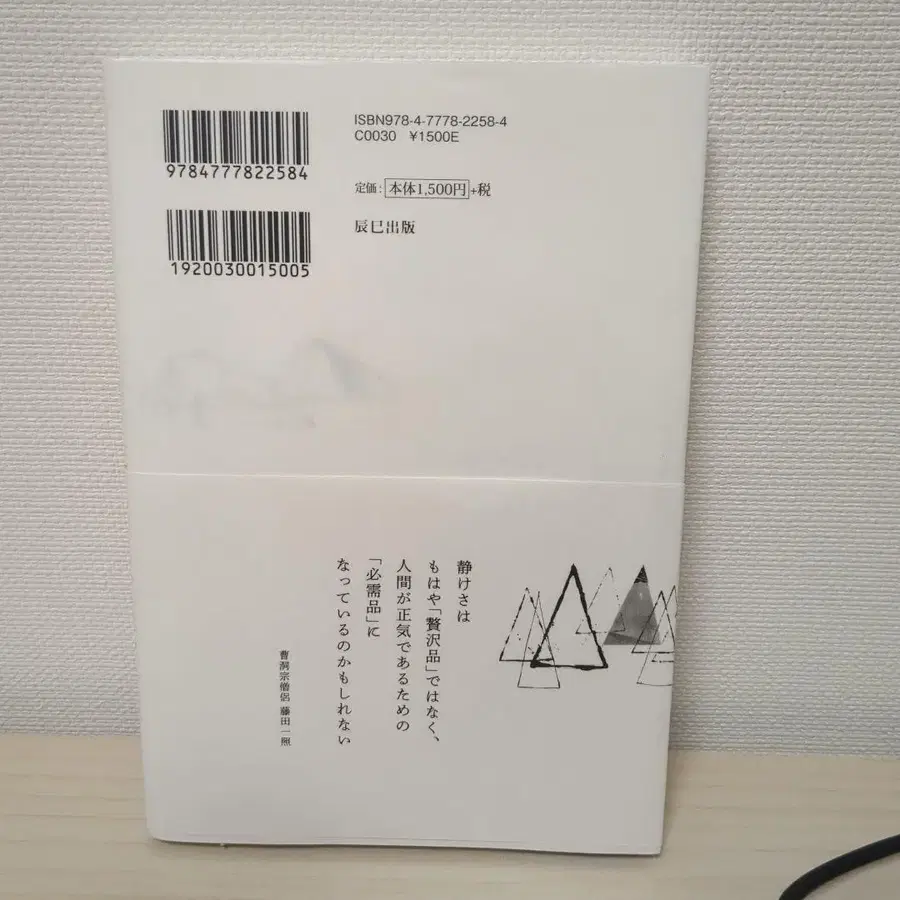 ISBN978-4-7778-2258-4
C0030 ¥1500E
9784777822584
定価：本体1,500円+税
辰巳出版
1920030015005
静けさは
もはや「贅沢品」ではなく、
人間が正気であるための
「必需品」に
なっているのかもしれない
曹洞宗僧侶 藤田一照